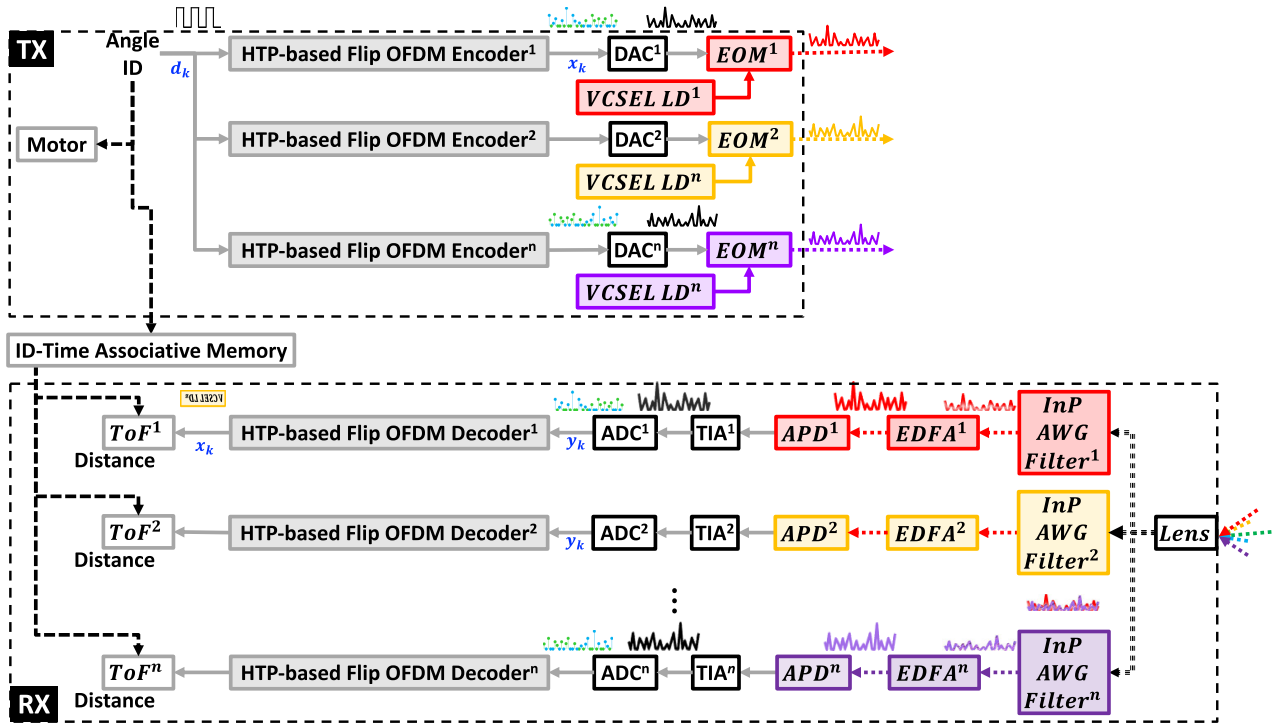 TX
Angle
ID
d_k
HTP-based Flip OFDM Encoder¹
x_k
DAC¹
EOM¹
VCSEL LD¹
Motor
HTP-based Flip OFDM Encoder²
DAC²
EOM²
VCSEL LDⁿ
HTP-based Flip OFDM Encoderⁿ
DACⁿ
EOMⁿ
VCSEL LDⁿ
ID-Time Associative Memory
VCSEL LDⁿ
ToF¹
Distance
x_k
HTP-based Flip OFDM Decoder¹
y_k
ADC¹
TIA¹
APD¹
EDFA¹
InP
AWG
Filter¹
ToF²
Distance
HTP-based Flip OFDM Decoder²
y_k
ADC²
TIA²
APD²
EDFA²
InP
AWG
Filter²
Lens
⋮
ToFⁿ
Distance
HTP-based Flip OFDM Decoderⁿ
ADCⁿ
TIAⁿ
APDⁿ
EDFAⁿ
InP
AWG
Filterⁿ
RX